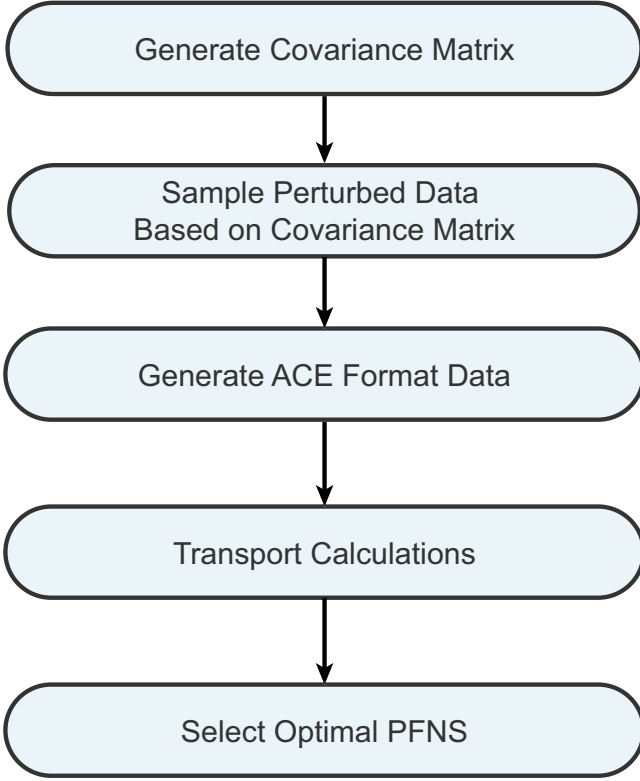 Generate Covariance Matrix
Sample Perturbed Data
Based on Covariance Matrix
Generate ACE Format Data
Transport Calculations
Select Optimal PFNS